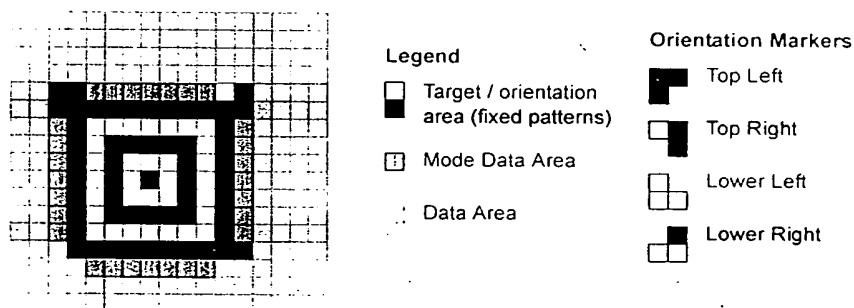 Legend
Target / orientation
area (fixed patterns)
Mode Data Area
Data Area
Orientation Markers
Top Left
Top Right
Lower Left
Lower Right